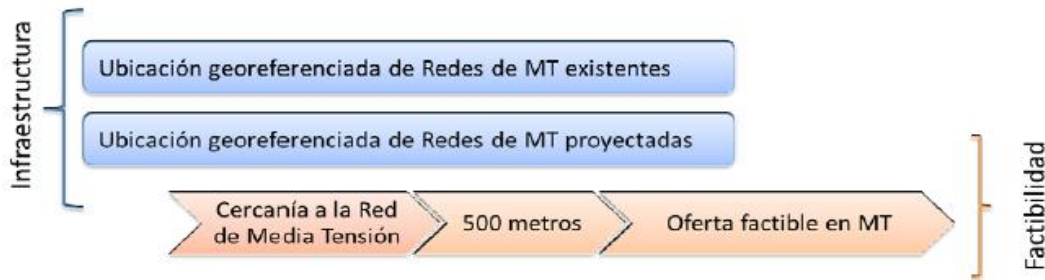 Infraestructura
Ubicación georeferenciada de Redes de MT existentes
Ubicación georeferenciada de Redes de MT proyectadas
Cercanía a la Red
de Media Tensión
500 metros
Oferta factible en MT
Factibilidad